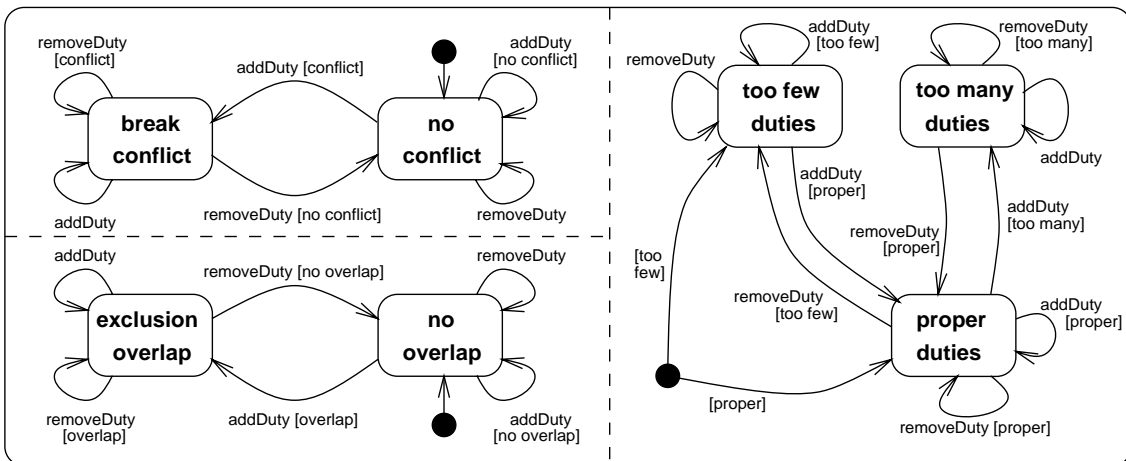 removeDuty
[conflict]
addDuty [conflict]
addDuty
[no conflict]
break
conflict
no
conflict
addDuty
removeDuty [no conflict]
removeDuty
addDuty
removeDuty [no overlap]
removeDuty
exclusion
overlap
no
overlap
removeDuty
[overlap]
addDuty [overlap]
addDuty
[no overlap]
addDuty
[too few]
removeDuty
[too many]
removeDuty
too few
duties
too many
duties
addDuty
addDuty
[proper]
addDuty
[too many]
removeDuty
[proper]
[too
few]
removeDuty
[too few]
proper
duties
addDuty
[proper]
[proper]
removeDuty [proper]